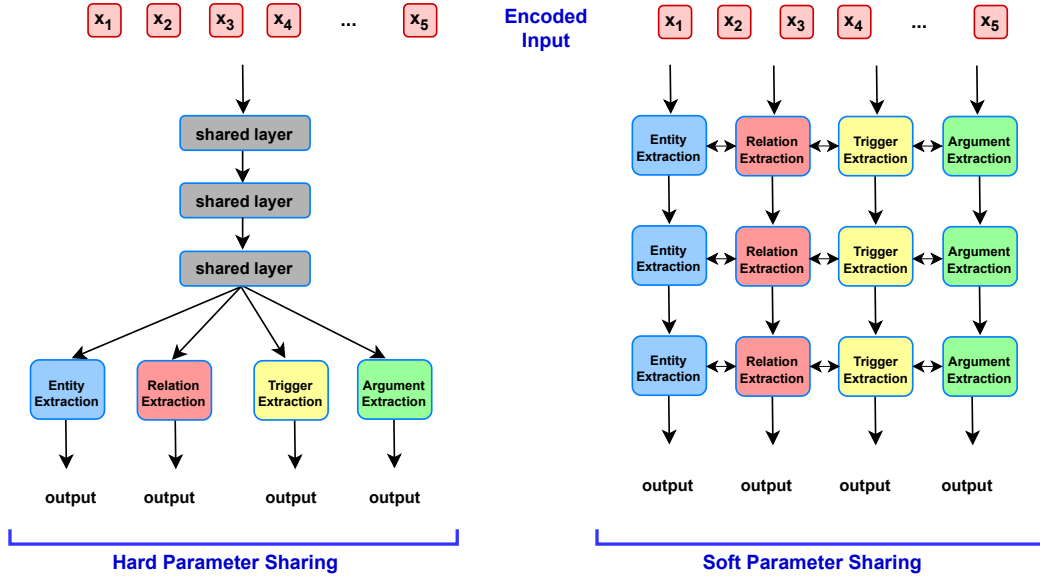 x1 x2 x3 x4 ... x5
Encoded
Input
x1 x2 x3 x4 ... x5
shared layer
shared layer
shared layer
Entity
Extraction
Relation
Extraction
Trigger
Extraction
Argument
Extraction
output output output output
Hard Parameter Sharing
Entity
Extraction
Relation
Extraction
Trigger
Extraction
Argument
Extraction
Entity
Extraction
Relation
Extraction
Trigger
Extraction
Argument
Extraction
Entity
Extraction
Relation
Extraction
Trigger
Extraction
Argument
Extraction
output output output output
Soft Parameter Sharing